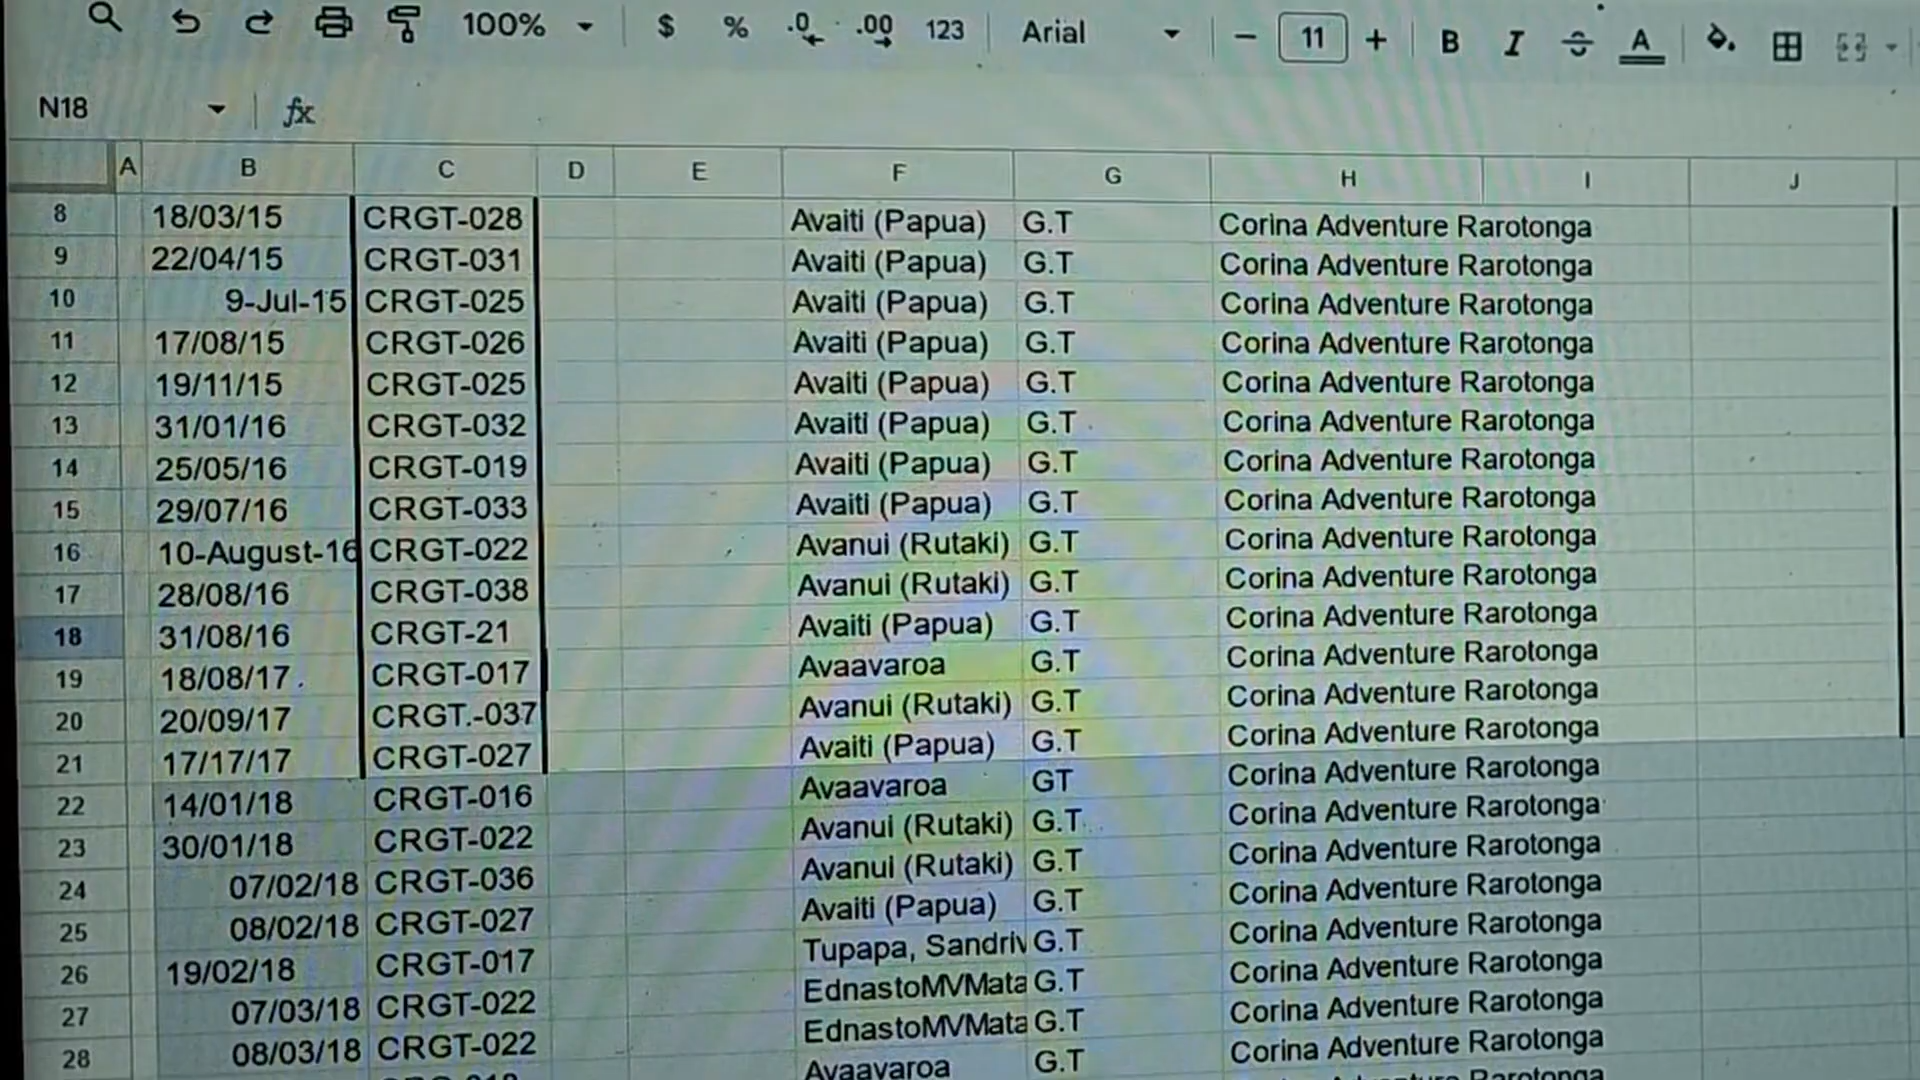 100% $ % .0 .00 123 Arial − 11 + B I A
N18 fx
A B C D E F G H I J
8 18/03/15 CRGT-028 Avaiti (Papua) G.T Corina Adventure Rarotonga
9 22/04/15 CRGT-031 Avaiti (Papua) G.T Corina Adventure Rarotonga
10 9-Jul-15 CRGT-025 Avaiti (Papua) G.T Corina Adventure Rarotonga
11 17/08/15 CRGT-026 Avaiti (Papua) G.T Corina Adventure Rarotonga
12 19/11/15 CRGT-025 Avaiti (Papua) G.T Corina Adventure Rarotonga
13 31/01/16 CRGT-032 Avaiti (Papua) G.T Corina Adventure Rarotonga
14 25/05/16 CRGT-019 Avaiti (Papua) G.T Corina Adventure Rarotonga
15 29/07/16 CRGT-033 Avaiti (Papua) G.T Corina Adventure Rarotonga
16 10-August-16 CRGT-022 Avanui (Rutaki) G.T Corina Adventure Rarotonga
17 28/08/16 CRGT-038 Avanui (Rutaki) G.T Corina Adventure Rarotonga
18 31/08/16 CRGT-21 Avaiti (Papua) G.T Corina Adventure Rarotonga
19 18/08/17 CRGT-017 Avaavaroa G.T Corina Adventure Rarotonga
20 20/09/17 CRGT.-037 Avanui (Rutaki) G.T Corina Adventure Rarotonga
21 17/17/17 CRGT-027 Avaiti (Papua) G.T Corina Adventure Rarotonga
22 14/01/18 CRGT-016 Avaavaroa GT Corina Adventure Rarotonga
23 30/01/18 CRGT-022 Avanui (Rutaki) G.T Corina Adventure Rarotonga
24 07/02/18 CRGT-036 Avanui (Rutaki) G.T Corina Adventure Rarotonga
25 08/02/18 CRGT-027 Avaiti (Papua) G.T Corina Adventure Rarotonga
26 19/02/18 CRGT-017 Tupapa, Sandriv G.T Corina Adventure Rarotonga
27 07/03/18 CRGT-022 EdnastoMVMata G.T Corina Adventure Rarotonga
28 08/03/18 CRGT-022 EdnastoMVMata G.T Corina Adventure Rarotonga
Avaavaroa G.T Corina Adventure Rarotonga